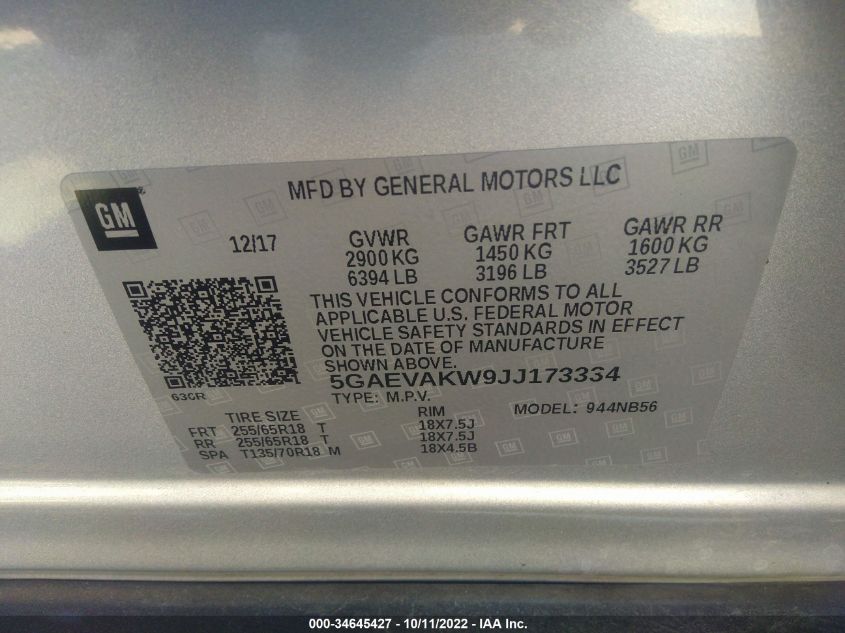 GM
MFD BY GENERAL MOTORS LLC
12/17
GVWR
2900 KG
6394 LB
GAWR FRT
1450 KG
3196 LB
GAWR RR
1600 KG
3527 LB
THIS VEHICLE CONFORMS TO ALL
APPLICABLE U.S. FEDERAL MOTOR
VEHICLE SAFETY STANDARDS IN EFFECT
ON THE DATE OF MANUFACTURE
SHOWN ABOVE.
5GAEVAKW9JJ173334
TYPE: M.P.V.
MODEL: 944NB56
TIRE SIZE RIM
FRT 255/65R18 T 18X7.5J
RR 255/65R18 T 18X7.5J
SPA T135/70R18 M 18X4.5B
000-34645427 - 10/11/2022 - IAA Inc.